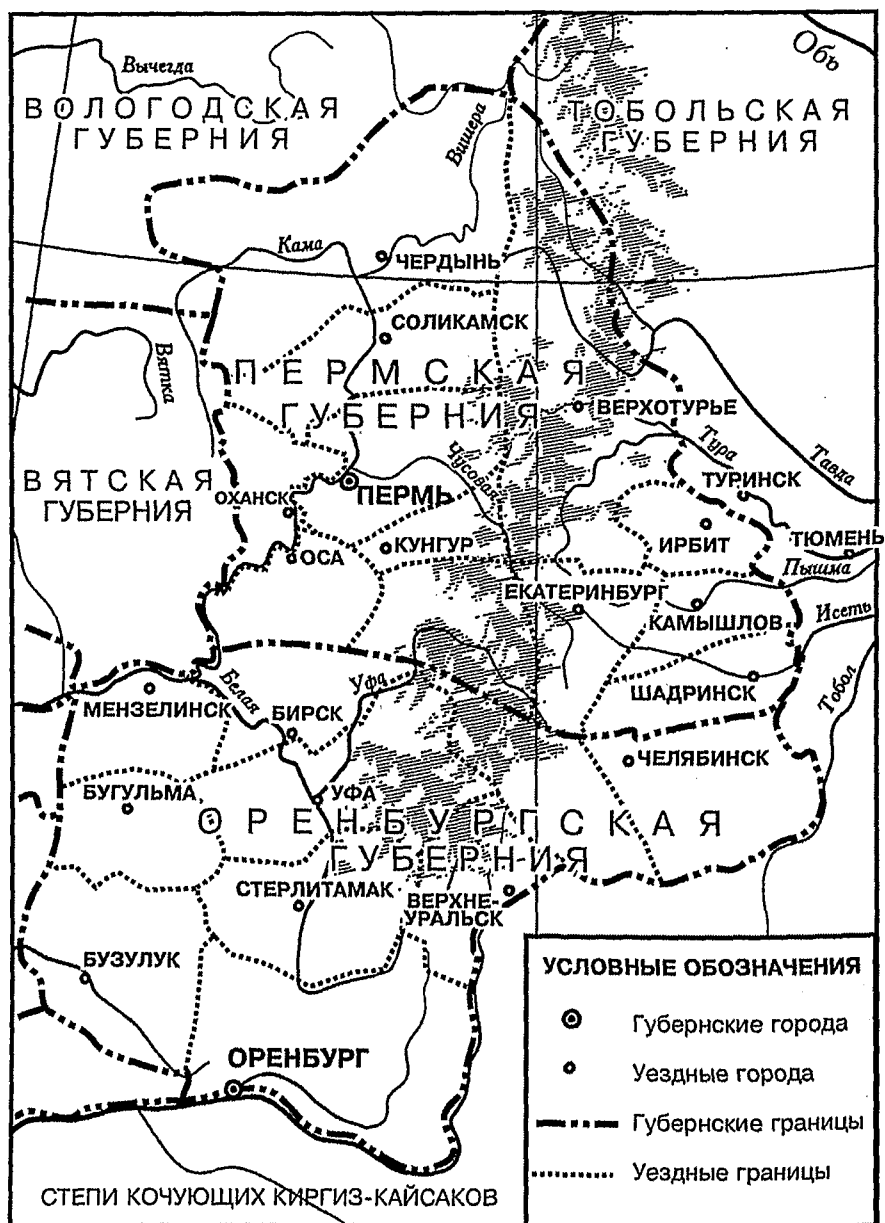 Обь
Вычегда
ВОЛОГОДСКАЯ
ГУБЕРНИЯ
ТОБОЛЬСКАЯ
ГУБЕРНИЯ
Вишера
Кама
ЧЕРДЫНЬ
СОЛИКАМСК
Вятка
ПЕРМСКАЯ
ГУБЕРНИЯ
ВЕРХОТУРЬЕ
Тура
Тавда
Чусовая
ВЯТСКАЯ
ГУБЕРНИЯ
ПЕРМЬ
ОХАНСК
ТУРИНСК
ИРБИТ
ТЮМЕНЬ
КУНГУР
ОСА
Пышма
ЕКАТЕРИНБУРГ
КАМЫШЛОВ
Исеть
ШАДРИНСК
Тобол
Белая
Уфа
МЕНЗЕЛИНСК
БИРСК
ЧЕЛЯБИНСК
БУГУЛЬМА
УФА
ОРЕНБУРГСКАЯ
ГУБЕРНИЯ
СТЕРЛИТАМАК
ВЕРХНЕ-
УРАЛЬСК
БУЗУЛУК
ОРЕНБУРГ
СТЕПИ КОЧУЮЩИХ КИРГИЗ-КАЙСАКОВ
УСЛОВНЫЕ ОБОЗНАЧЕНИЯ
Губернские города
Уездные города
Губернские границы
Уездные границы